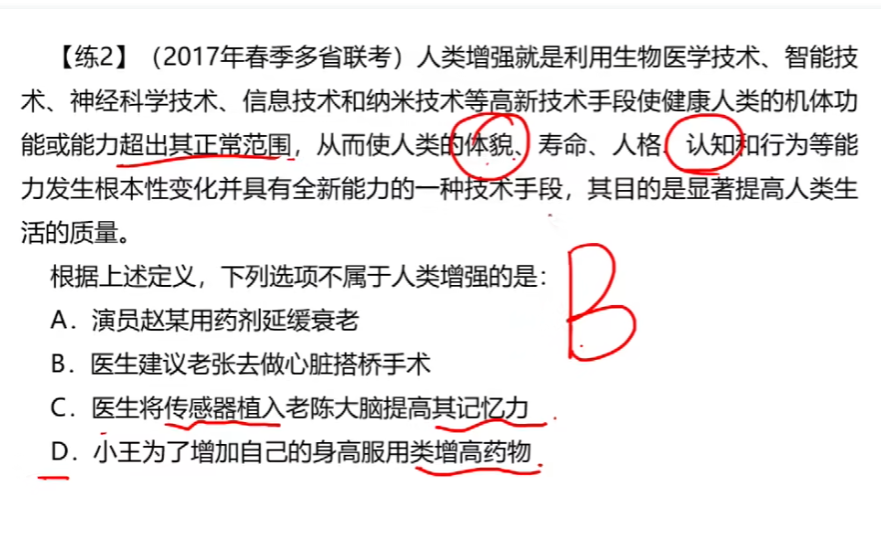 【练2】（2017年春季多省联考）人类增强就是利用生物医学技术、智能技
术、神经科学技术、信息技术和纳米技术等高新技术手段使健康人类的机体功
能或能力超出其正常范围，从而使人类的体貌、寿命、人格、认知和行为等能
力发生根本性变化并具有全新能力的一种技术手段，其目的是显著提高人类生
活的质量。
根据上述定义，下列选项不属于人类增强的是：
B
A．演员赵某用药剂延缓衰老
B．医生建议老张去做心脏搭桥手术
C．医生将传感器植入老陈大脑提高其记忆力
D．小王为了增加自己的身高服用类增高药物